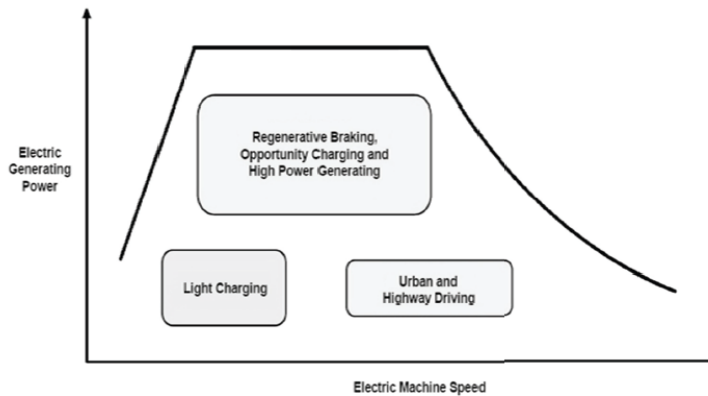 Electric
Generating
Power
Regenerative Braking,
Opportunity Charging and
High Power Generating
Light Charging
Urban and
Highway Driving
Electric Machine Speed